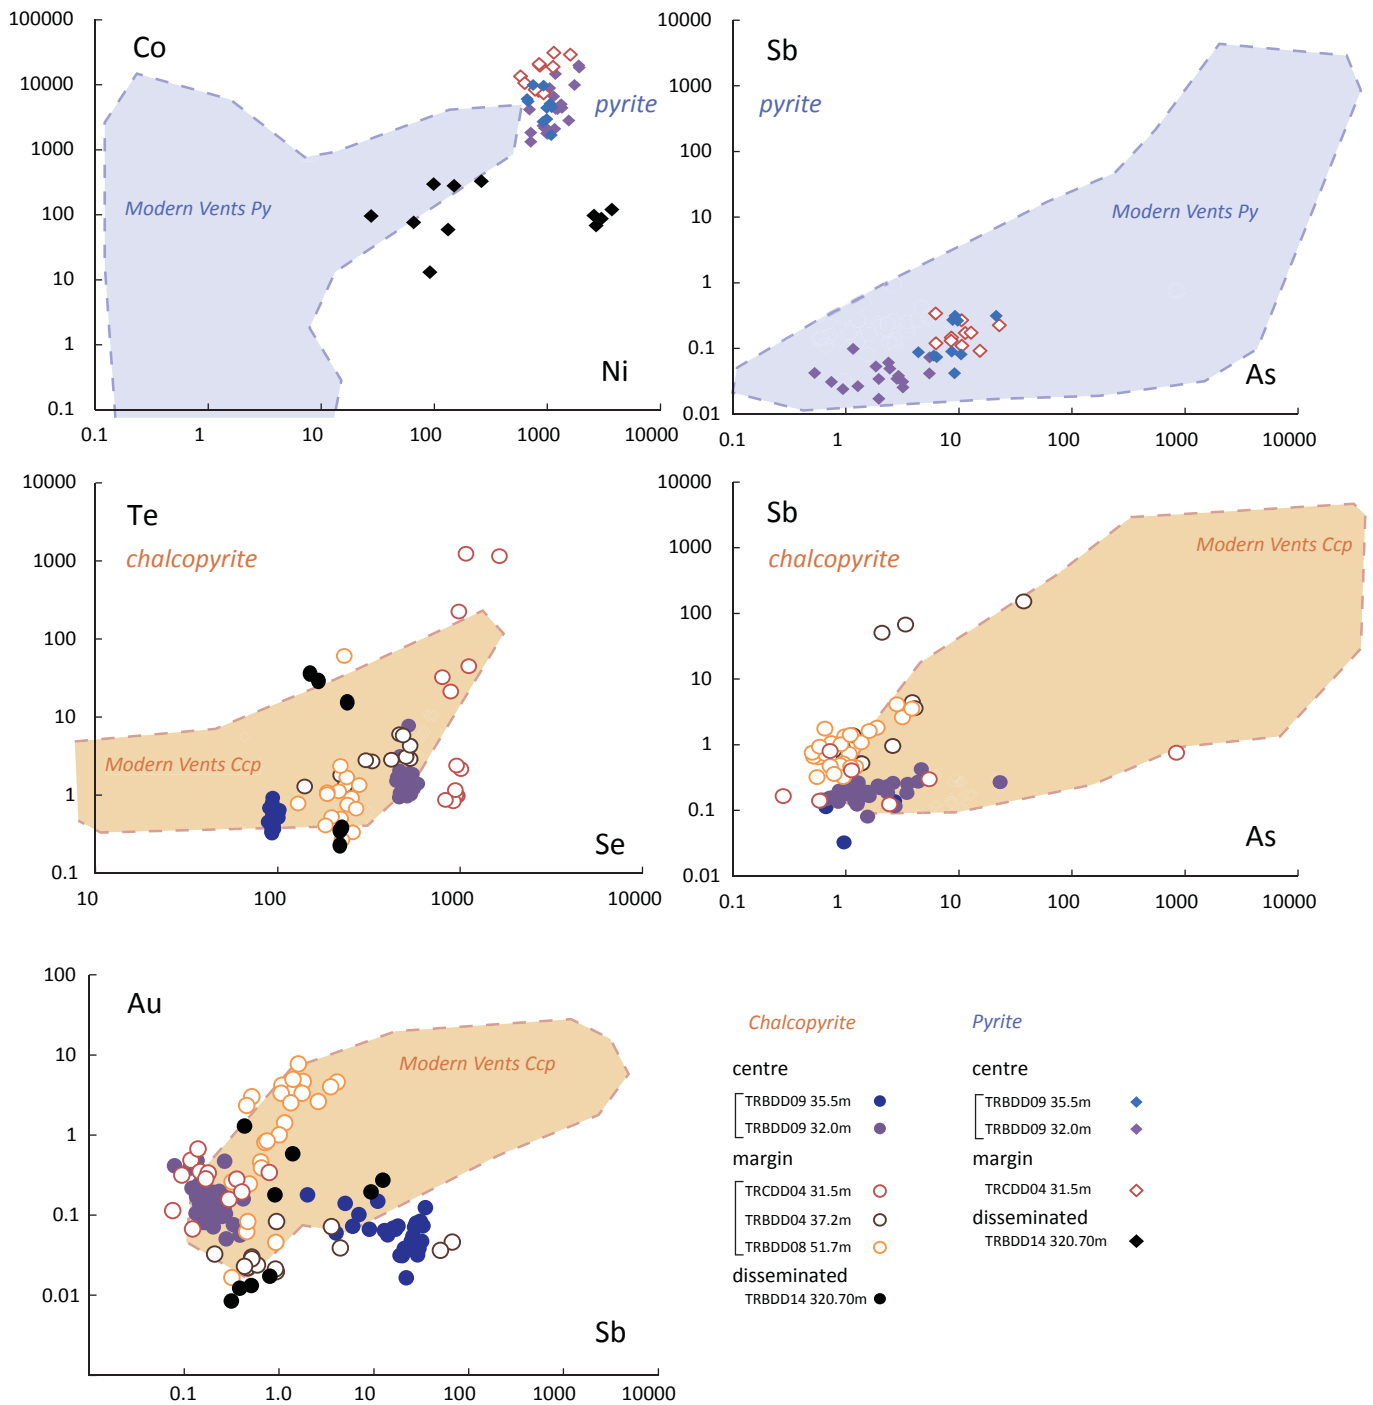 100000
10000
1000
100
10
1
0.1
Co
pyrite
Modern Vents Py
Ni
0.1
1
10
100
1000
10000
10000
1000
100
10
1
0.1
0.01
Sb
pyrite
Modern Vents Py
As
0.1
1
10
1000
10000
10000
1000
100
10
1
0.1
Te
chalcopyrite
Modern Vents Ccp
Se
10
100
1000
10000
10000
1000
100
10
1
0.1
0.01
Sb
chalcopyrite
Modern Vents Ccp
As
0.1
1
10
100
1000
10000
100
10
1
0.1
0.01
Au
Modern Vents Ccp
Sb
0.1
1.0
10
100
1000
10000
Chalcopyrite
centre
TRBDD09 35.5m
TRBDD09 32.0m
margin
TRCDD04 31.5m
TRBDD04 37.2m
TRBDD08 51.7m
disseminated
TRBDD14 320.70m
Pyrite
centre
TRBDD09 35.5m
TRBDD09 32.0m
margin
TRCDD04 31.5m
disseminated
TRBDD14 320.70m